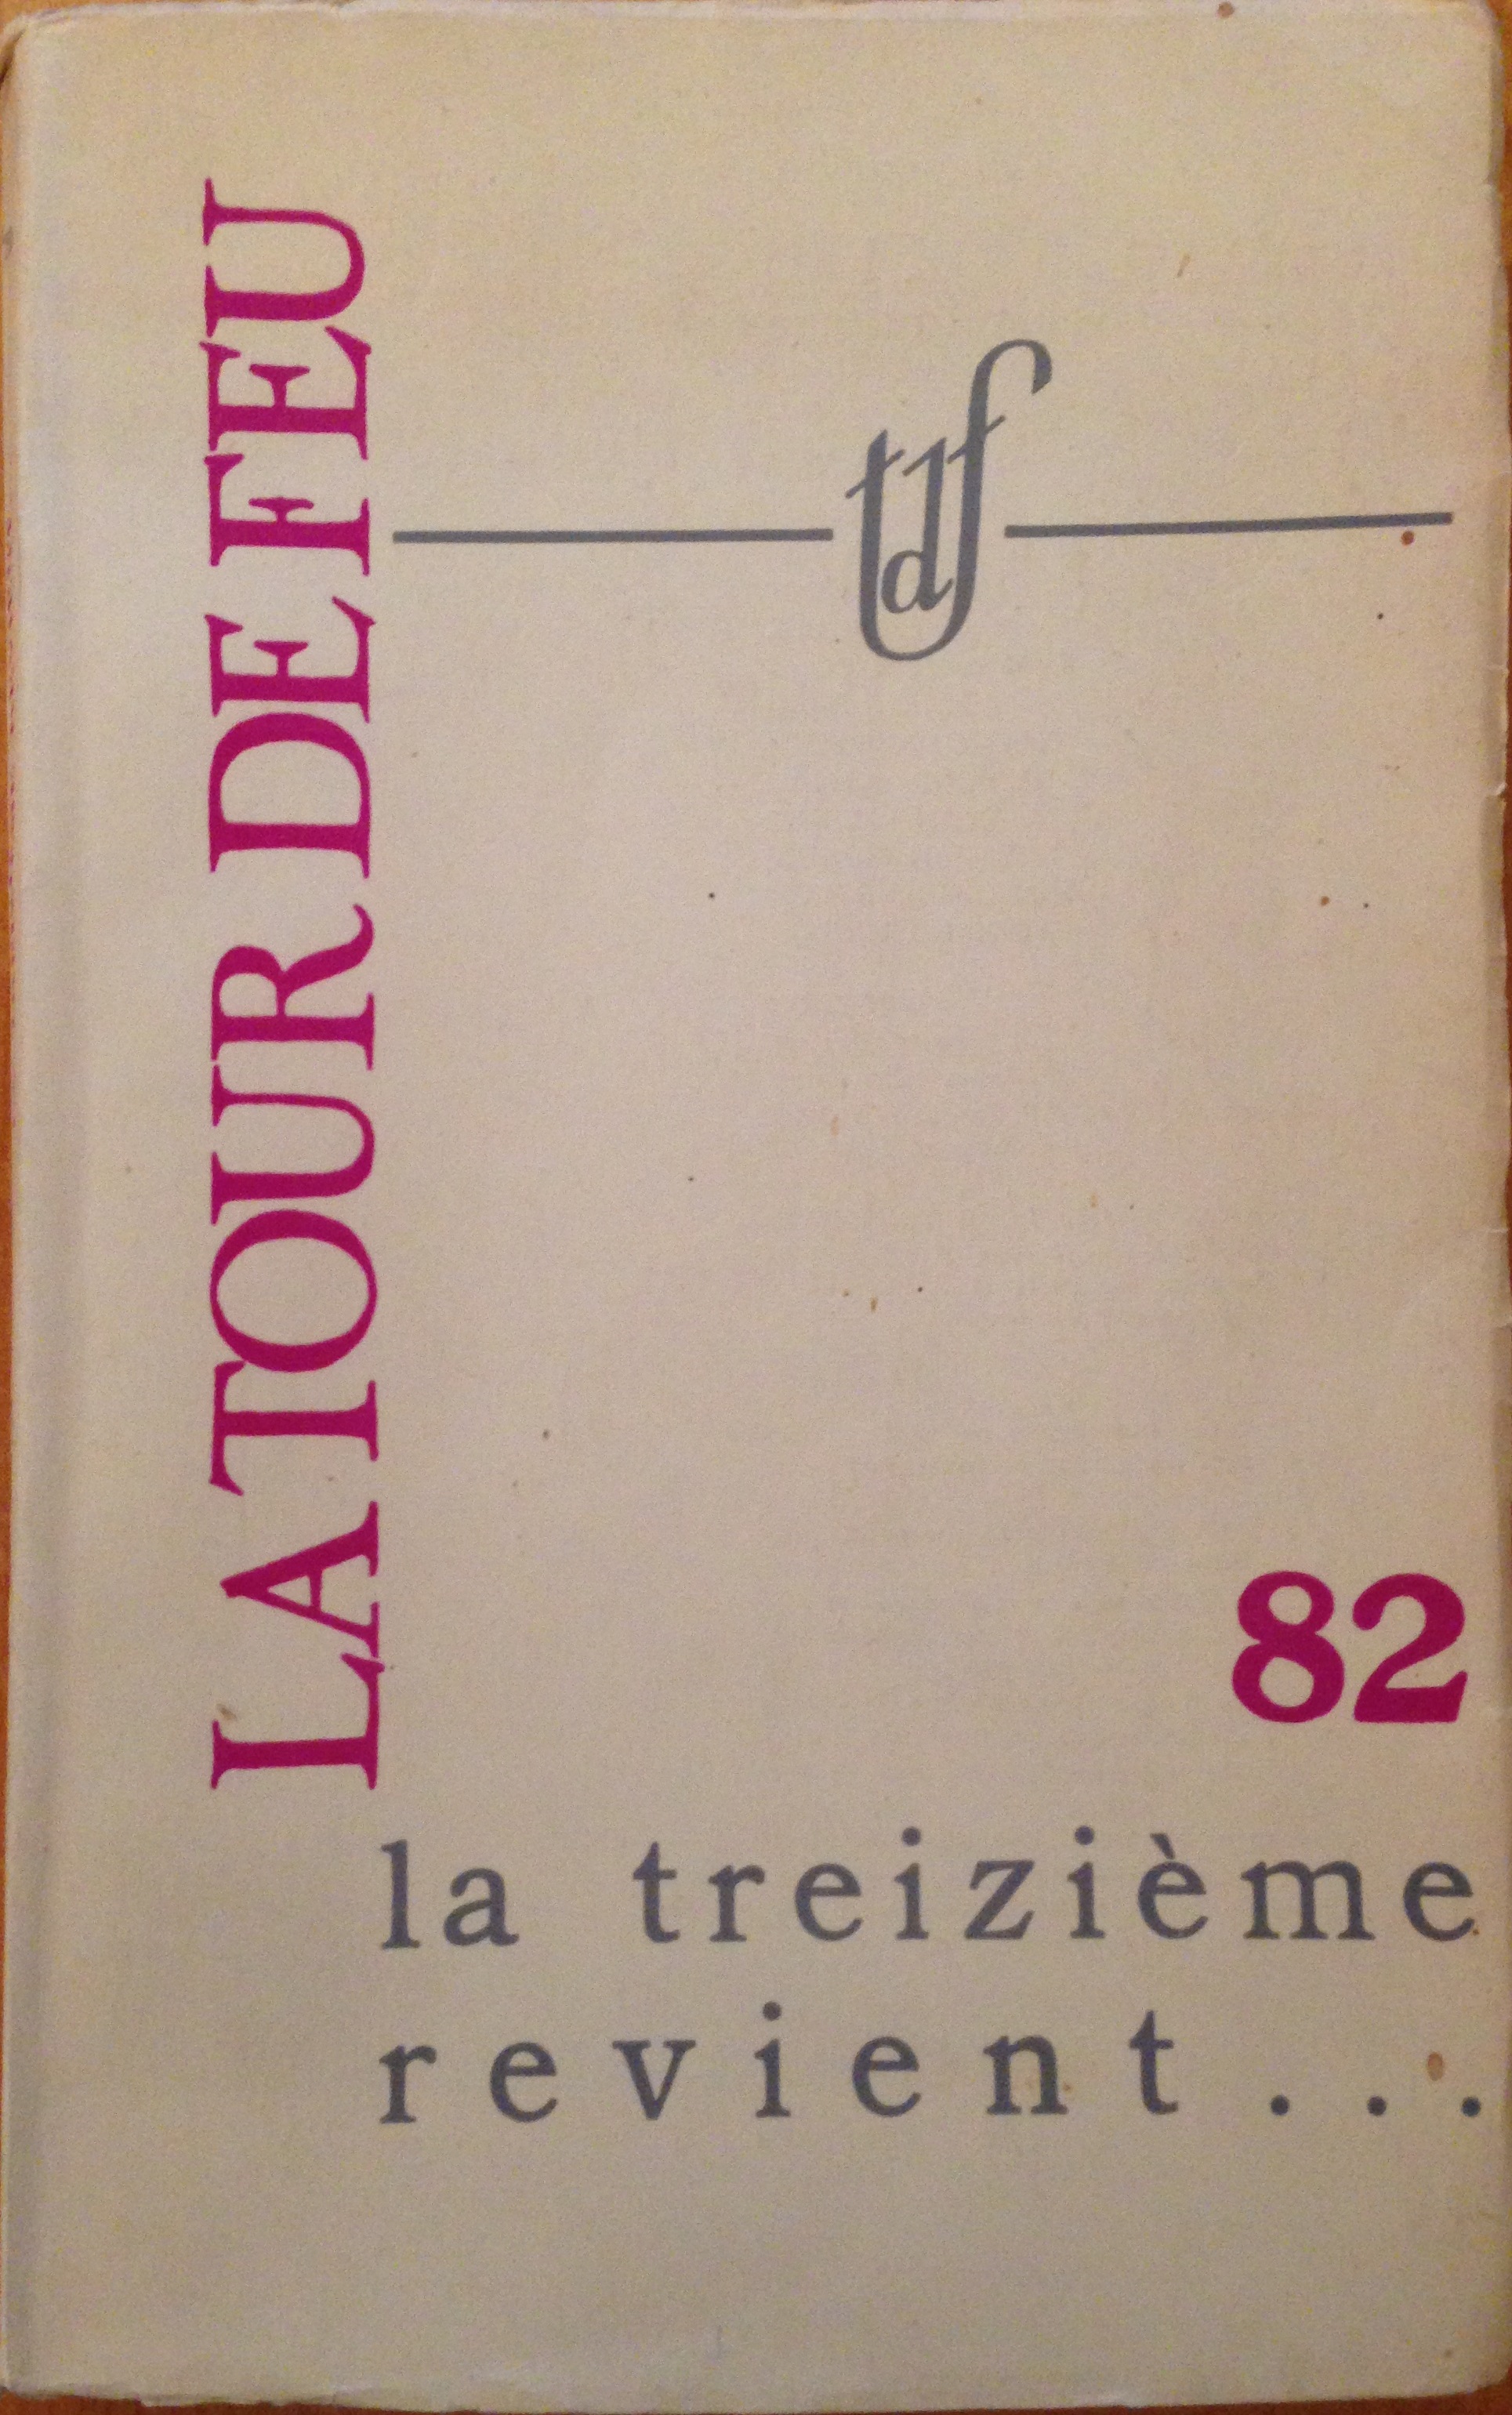 LA TOUR DE FEU
tdf
82
la treizième
revient...